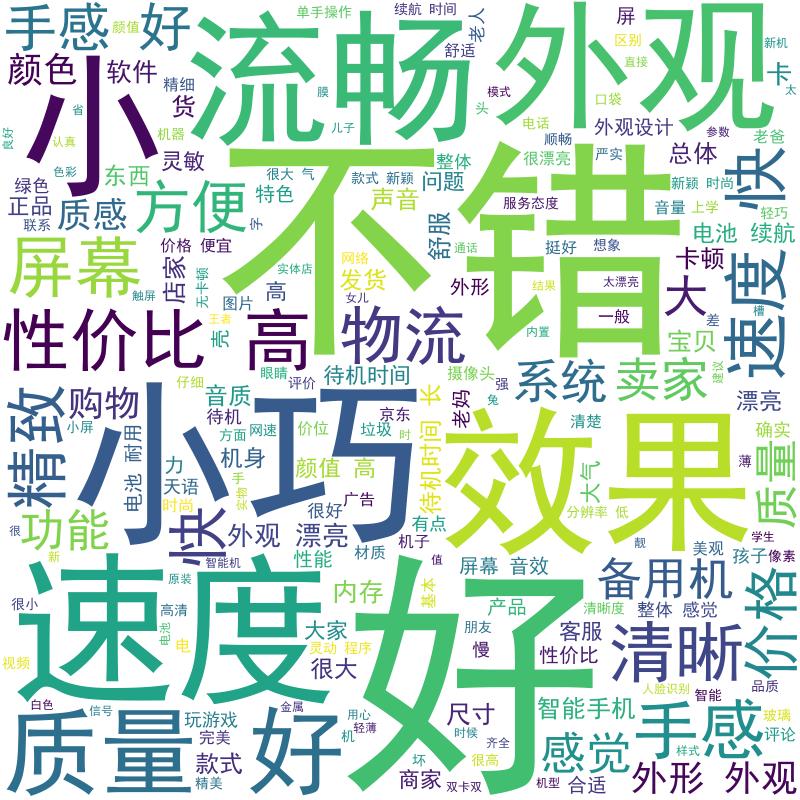 手感 好
颜值
单手操作
续航 时间
老人
屏
区别
新机
直接
颜色
软件
小
流畅
外观
舒适
卡
太
精细
货
膜
模式
头
口袋
省
机器
认真
儿子
电话
顺畅
外观设计
参数
良好
灵敏
很漂亮
严实
总体
老爸
快
色彩
东西
很大 气
款式 新颖
整体
问题
新颖 时尚
绿色
正品
联系
质感
方便
特色
声音
不错
服务态度
音量
上学
轻巧
字
舒服
通话
挺好
想象
电池 续航
屏幕
价格 便宜
店家
网络
发货
实体店
外形
太漂亮
卡顿
速度
触屏
无卡顿
图片
高
女儿
结果
大
槽
性价比 高
王者
壳
物流
内置
一般
差
宝贝
仔细
眼睛
评价
待机时间
摄像头
强
系统
卖家
建议
精致
购物
音质
长
京东
兔
漂亮
小屏
待机
方面
网速
价位
垃圾
时
老妈
待机时间
清楚
确实
质量
电池 耐用
小巧
效果
力
机身
颜值 高
薄
大气
天语
手
实物
时尚
很好
广告
分辨率 低
很
功能
快
外观 漂亮
有点
学生
新
材质
机子
靓
美观
孩子
像素
智能机
性能
值
屏幕 音效
备用机
价格
速度
原装
基本
好
很小
高清
内存
产品
清晰度
整体 感觉
电池
大家
灵动 程序
朋友
客服
清晰
视频
电
很大
慢
性价比
人脸识别
智能
品质
白色
信号
金属
尺寸
智能手机
手感
玻璃
质量 好
玩游戏
用心
轻薄
时候
齐全
感觉
评论
完美
机
样式
款式
坏
很高
商家
双卡双
机型
合适
外形 外观
精美